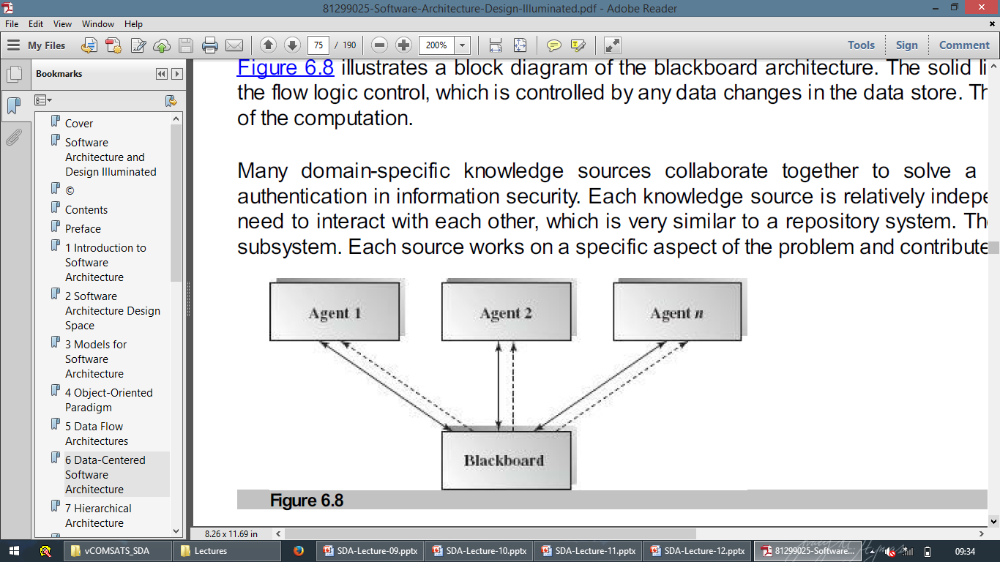 81299025-Software-Architecture-Design-Illuminated.pdf - Adobe Reader
File Edit View Window Help
My Files 75 / 190 200% Tools Sign Comment
Bookmarks
Cover
Software
Architecture and
Design Illuminated
©
Contents
Preface
1 Introduction to
Software
Architecture
2 Software
Architecture Design
Space
3 Models for
Software
Architecture
4 Object-Oriented
Paradigm
5 Data Flow
Architectures
6 Data-Centered
Software
Architecture
7 Hierarchical
Architecture
Figure 6.8 illustrates a block diagram of the blackboard architecture. The solid li
the flow logic control, which is controlled by any data changes in the data store. Th
of the computation.
Many domain-specific knowledge sources collaborate together to solve a
authentication in information security. Each knowledge source is relatively indepe
need to interact with each other, which is very similar to a repository system. The
subsystem. Each source works on a specific aspect of the problem and contribute
Agent 1 Agent 2 Agent n
Blackboard
Figure 6.8
8.26 x 11.69 in
vCOMSATS_SDA Lectures SDA-Lecture-09.pptx SDA-Lecture-10.pptx SDA-Lecture-11.pptx SDA-Lecture-12.pptx 81299025-Software... 09:34